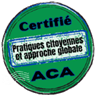 Certifié
Pratiques citoyennes
et approche globale
ACA